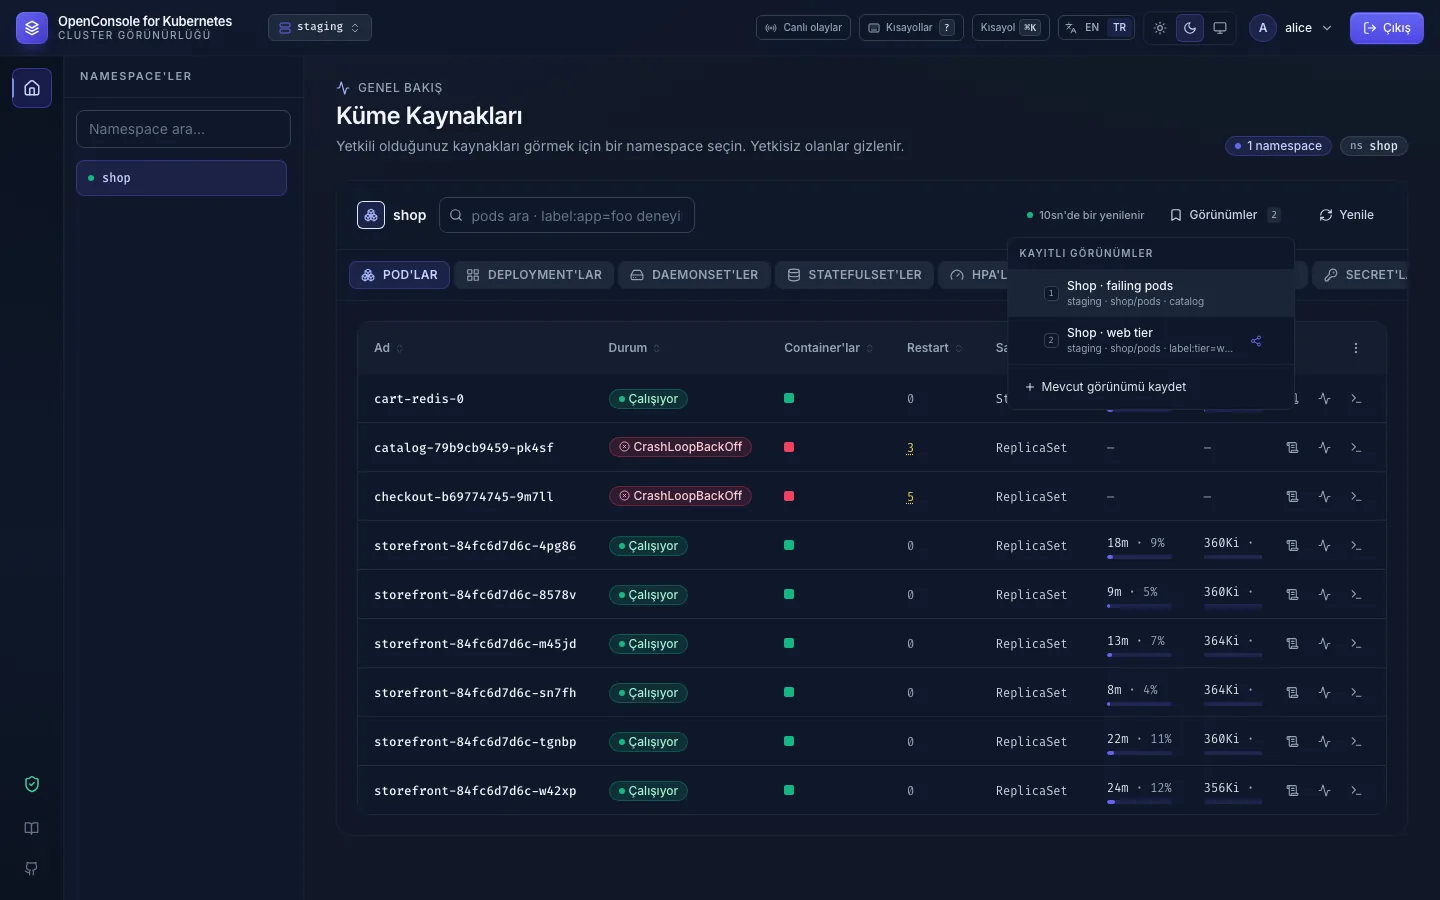 OpenConsole for Kubernetes
CLUSTER GÖRÜNÜRLÜĞÜ
staging
Canlı olaylar
Kısayollar ?
Kısayol ⌘K
EN TR
A alice
Çıkış
NAMESPACE'LER
Namespace ara...
shop
GENEL BAKIŞ
Küme Kaynakları
Yetkili olduğunuz kaynakları görmek için bir namespace seçin. Yetkisiz olanlar gizlenir.
1 namespace
ns shop
shop
pods ara · label:app=foo deneyi
10sn'de bir yenilenir
Görünümler 2
Yenile
KAYITLI GÖRÜNÜMLER
1 Shop · failing pods
staging · shop/pods · catalog
2 Shop · web tier
staging · shop/pods · label:tier=w...
+ Mevcut görünümü kaydet
POD'LAR
DEPLOYMENT'LAR
DAEMONSET'LER
STATEFULSET'LER
HPA'L
SECRET'L
Ad Durum Container'lar Restart Sa
cart-redis-0 Çalışıyor 0 St
catalog-79b9cb9459-pk4sf CrashLoopBackOff 3 ReplicaSet — —
checkout-b69774745-9m7ll CrashLoopBackOff 5 ReplicaSet — —
storefront-84fc6d7d6c-4pg86 Çalışıyor 0 ReplicaSet 18m · 9% 360Ki ·
storefront-84fc6d7d6c-8578v Çalışıyor 0 ReplicaSet 9m · 5% 360Ki ·
storefront-84fc6d7d6c-m45jd Çalışıyor 0 ReplicaSet 13m · 7% 364Ki ·
storefront-84fc6d7d6c-sn7fh Çalışıyor 0 ReplicaSet 8m · 4% 364Ki ·
storefront-84fc6d7d6c-tgnbp Çalışıyor 0 ReplicaSet 22m · 11% 360Ki ·
storefront-84fc6d7d6c-w42xp Çalışıyor 0 ReplicaSet 24m · 12% 356Ki ·